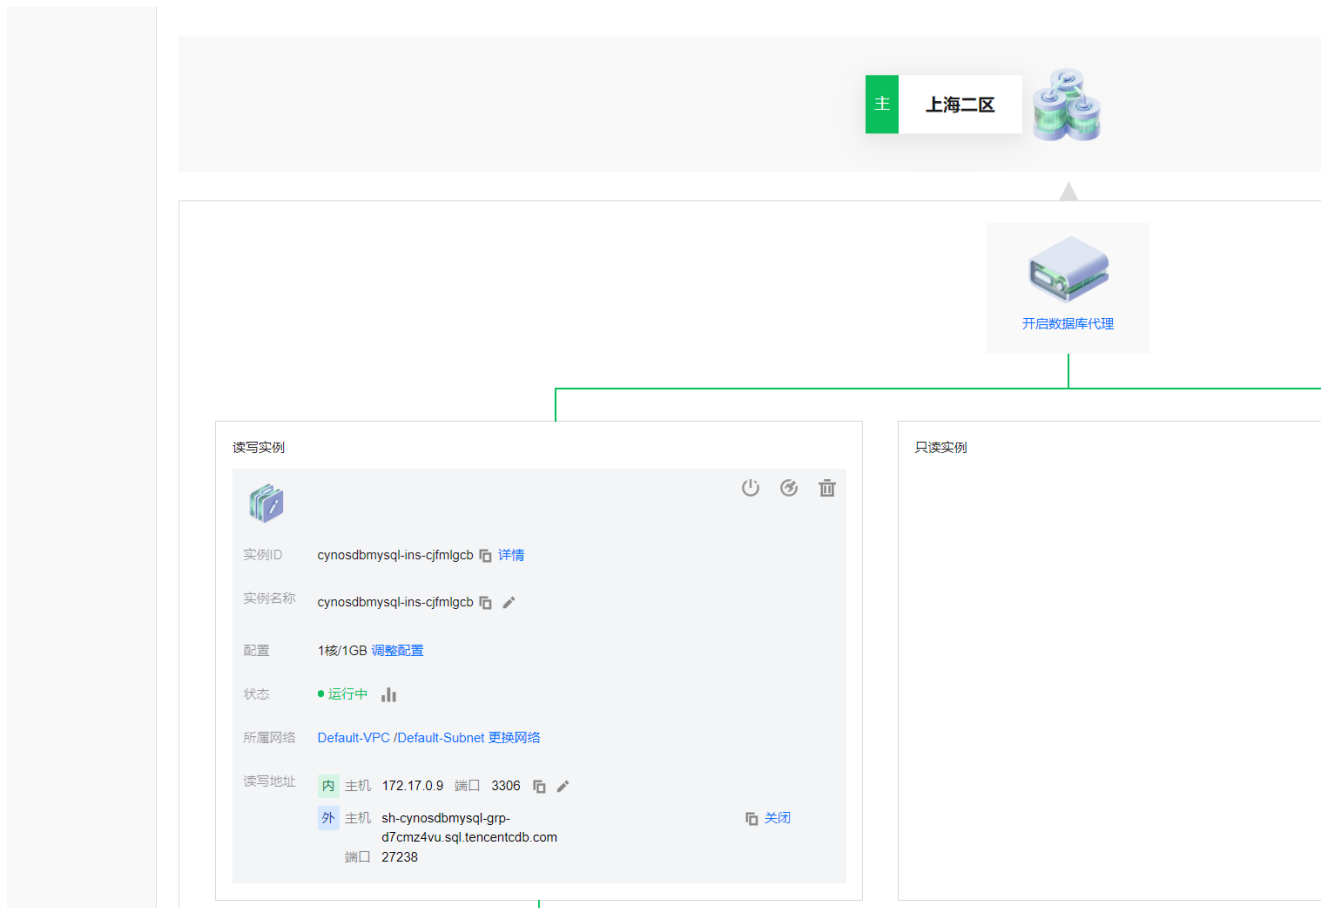 主 上海二区
开启数据库代理
读写实例
只读实例
实例ID cynosdbmysql-ins-cjfmlgcb 详情
实例名称 cynosdbmysql-ins-cjfmlgcb
配置 1核/1GB 调整配置
状态 运行中
所属网络 Default-VPC /Default-Subnet 更换网络
读写地址 内 主机 172.17.0.9 端口 3306
外 主机 sh-cynosdbmysql-grp- 关闭
d7cmz4vu.sql.tencentcdb.com
端口 27238